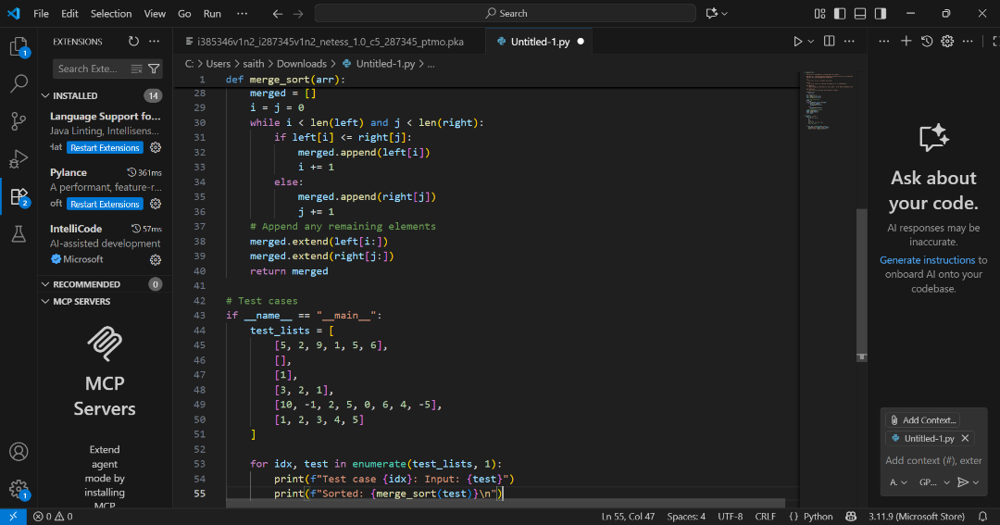 File Edit Selection View Go Run ··· Search
EXTENSIONS
i385346v1n2_i287345v1n2_netess_1.0_c5_287345_ptmo.pka
Untitled-1.py
C: > Users > saith > Downloads > Untitled-1.py > ...
Search Exte...
INSTALLED 14
Language Support fo...
Java Linting, Intellisens...
Hat Restart Extensions
Pylance 361ms
A performant, feature-r...
oft Restart Extensions
IntelliCode 57ms
AI-assisted development
Microsoft
RECOMMENDED 0
MCP SERVERS
MCP
Servers
Extend
agent
mode by
installing
MCP
1
2
1
1 def merge_sort(arr):
28 merged = []
29 i = j = 0
30 while i < len(left) and j < len(right):
31 if left[i] <= right[j]:
32 merged.append(left[i])
33 i += 1
34 else:
35 merged.append(right[j])
36 j += 1
37 # Append any remaining elements
38 merged.extend(left[i:])
39 merged.extend(right[j:])
40 return merged
41
42 # Test cases
43 if __name__ == "__main__":
44 test_lists = [
45 [5, 2, 9, 1, 5, 6],
46 [],
47 [1],
48 [3, 2, 1],
49 [10, -1, 2, 5, 0, 6, 4, -5],
50 [1, 2, 3, 4, 5]
51 ]
52
53 for idx, test in enumerate(test_lists, 1):
54 print(f"Test case {idx}: Input: {test}")
55 print(f"Sorted: {merge_sort(test)}\n")
Ask about
your code.
AI responses may be
inaccurate.
Generate instructions to
onboard AI onto your
codebase.
Add Context...
Untitled-1.py
Add context (#), exter
A. GP...
0 0 Ln 55, Col 47 Spaces: 4 UTF-8 CRLF {} Python 3.11.9 (Microsoft Store)